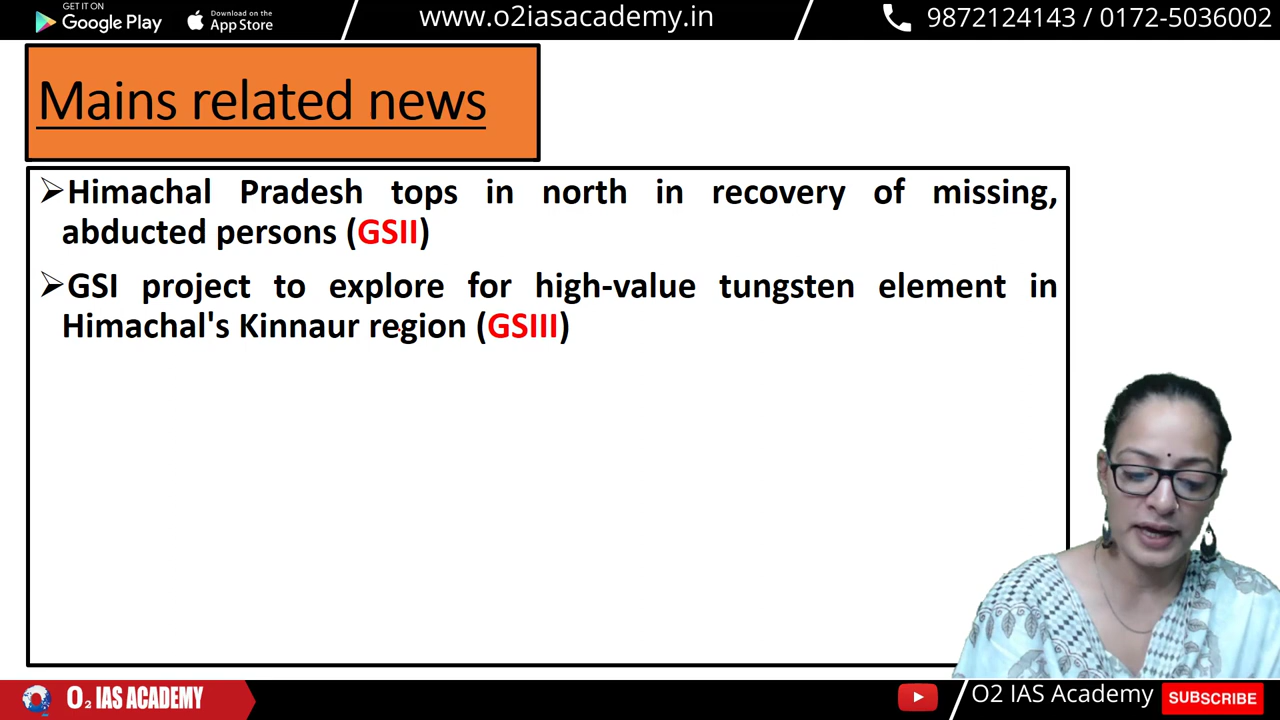 GET IT ON
Google Play
Download on the
App Store
www.o2iasacademy.in
9872124143 / 0172-5036002
Mains related news
➢Himachal Pradesh tops in north in recovery of missing,
abducted persons (GSII)
➢GSI project to explore for high-value tungsten element in
Himachal's Kinnaur region (GSIII)
O₂ IAS ACADEMY
O2 IAS Academy
SUBSCRIBE